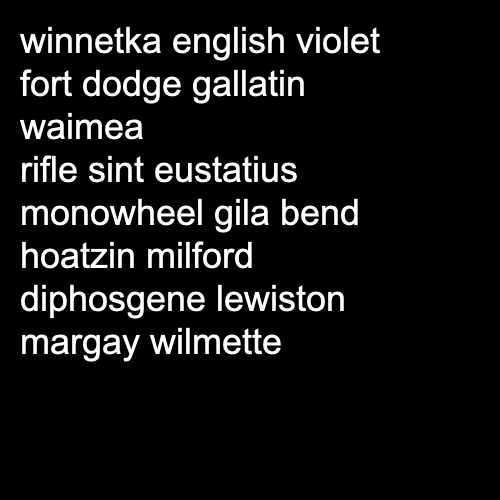 winnetka english violet
fort dodge gallatin
waimea
rifle sint eustatius
monowheel gila bend
hoatzin milford
diphosgene lewiston
margay wilmette